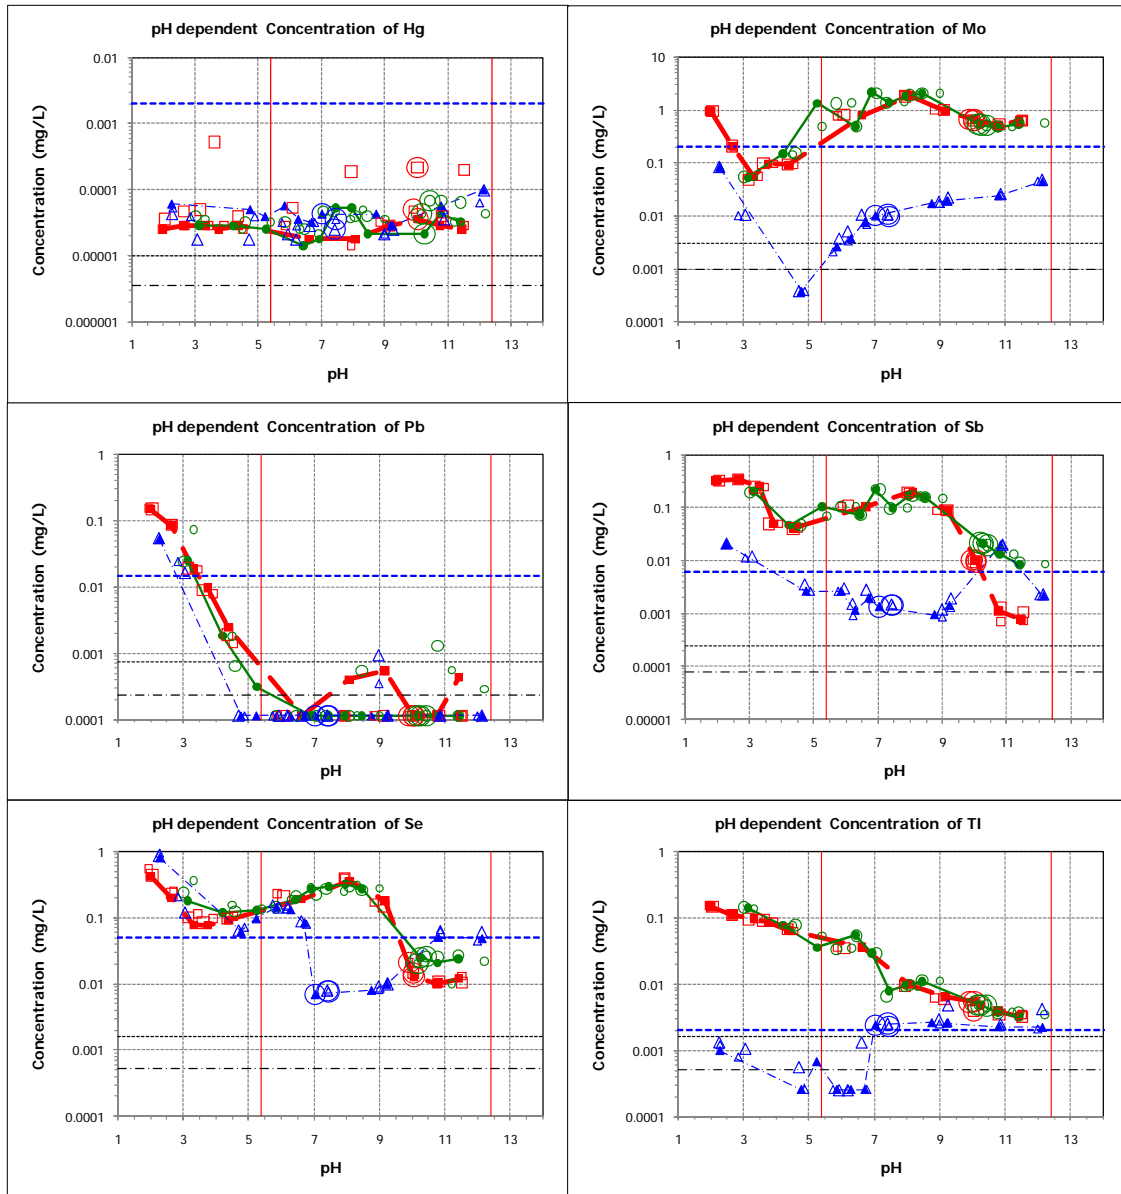 pH dependent Concentration of Hg
0.01
0.001
0.0001
0.00001
0.000001
Concentration (mg/L)
1 3 5 7 9 11 13
pH
pH dependent Concentration of Mo
10
1
0.1
0.01
0.001
0.0001
Concentration (mg/L)
1 3 5 7 9 11 13
pH
pH dependent Concentration of Pb
1
0.1
0.01
0.001
0.0001
Concentration (mg/L)
1 3 5 7 9 11 13
pH
pH dependent Concentration of Sb
1
0.1
0.01
0.001
0.0001
0.00001
Concentration (mg/L)
1 3 5 7 9 11 13
pH
pH dependent Concentration of Se
1
0.1
0.01
0.001
0.0001
Concentration (mg/L)
1 3 5 7 9 11 13
pH
pH dependent Concentration of Tl
1
0.1
0.01
0.001
0.0001
Concentration (mg/L)
1 3 5 7 9 11 13
pH